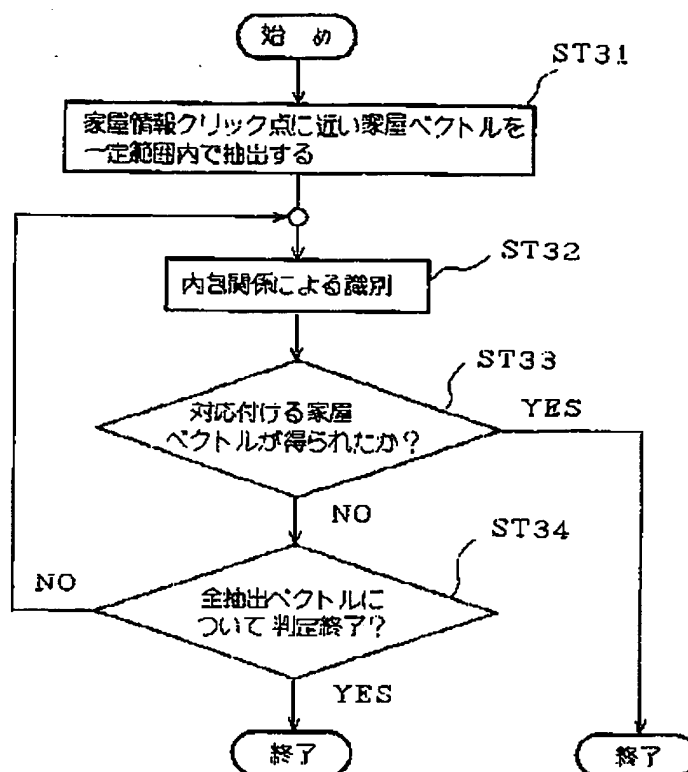 始 め
ST31
家屋情報クリック点に近い家屋ベクトルを
一定範囲内で抽出する
ST32
内包関係による識別
ST33
対応付ける家屋
ベクトルが得られたか?
YES
NO
ST34
NO
全抽出ベクトルに
ついて判定終了?
YES
終了
終了